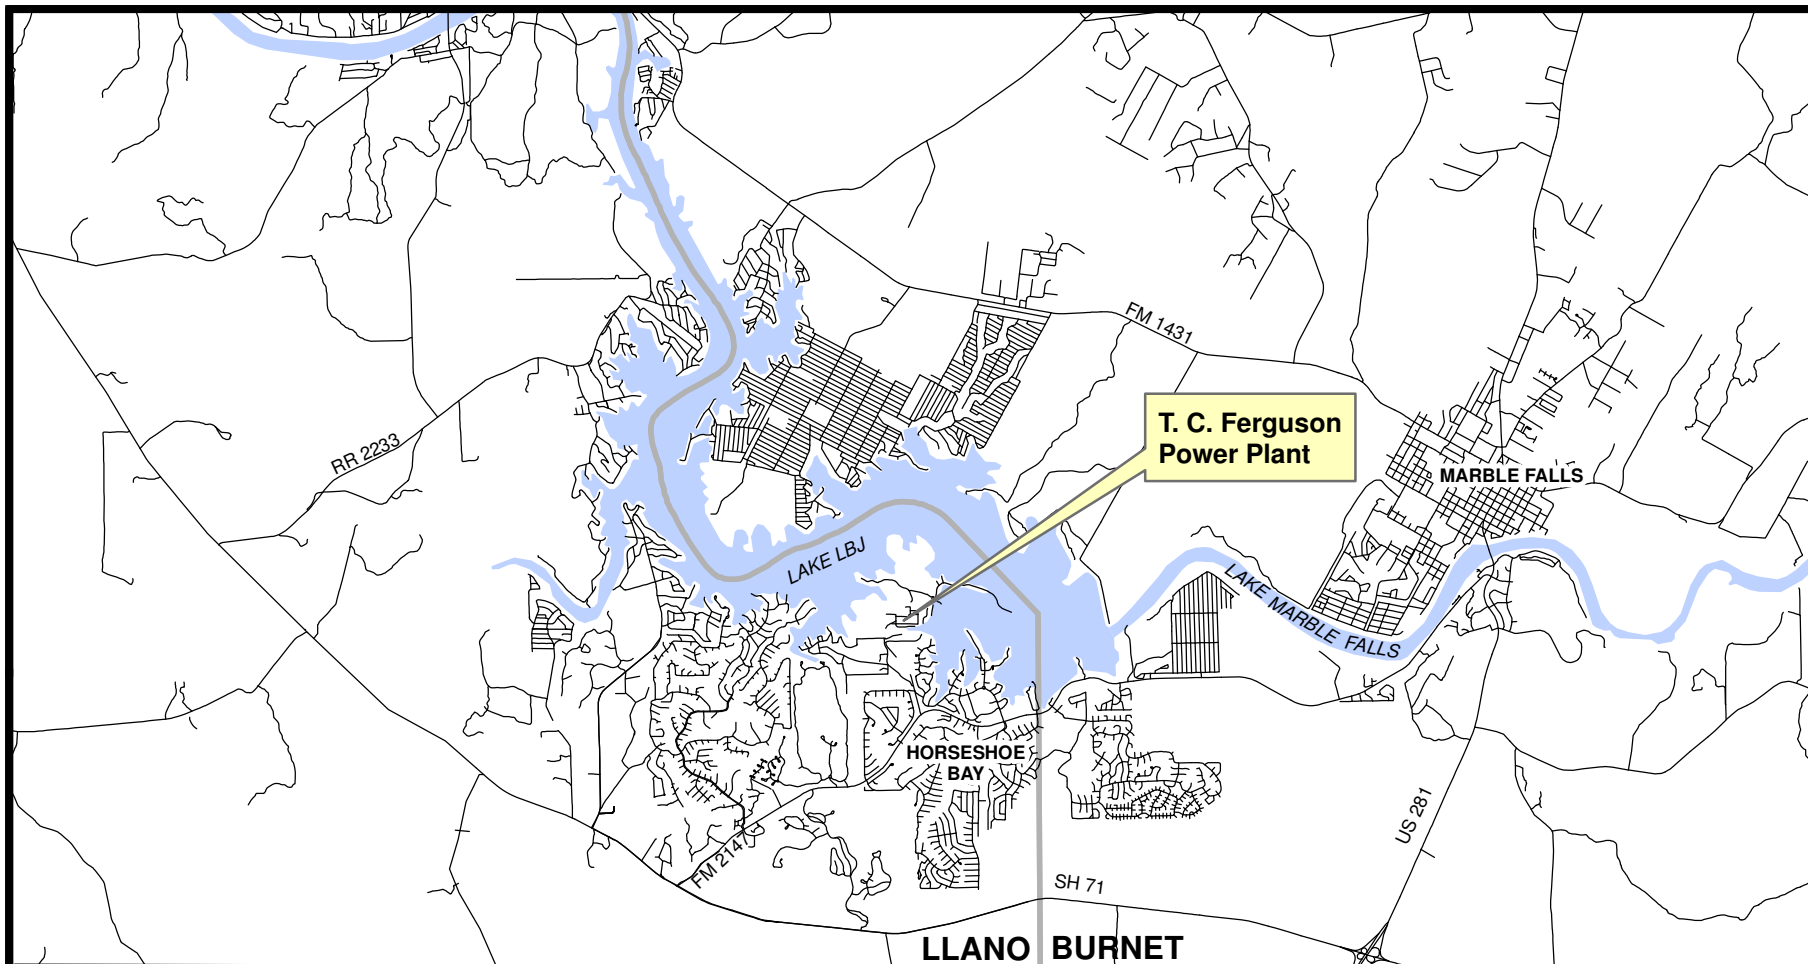 FM 1431
T. C. Ferguson
Power Plant
RR 2233
MARBLE FALLS
LAKE LBJ
LAKE MARBLE FALLS
HORSESHOE
BAY
US 281
FM 2147
SH 71
LLANO
BURNET